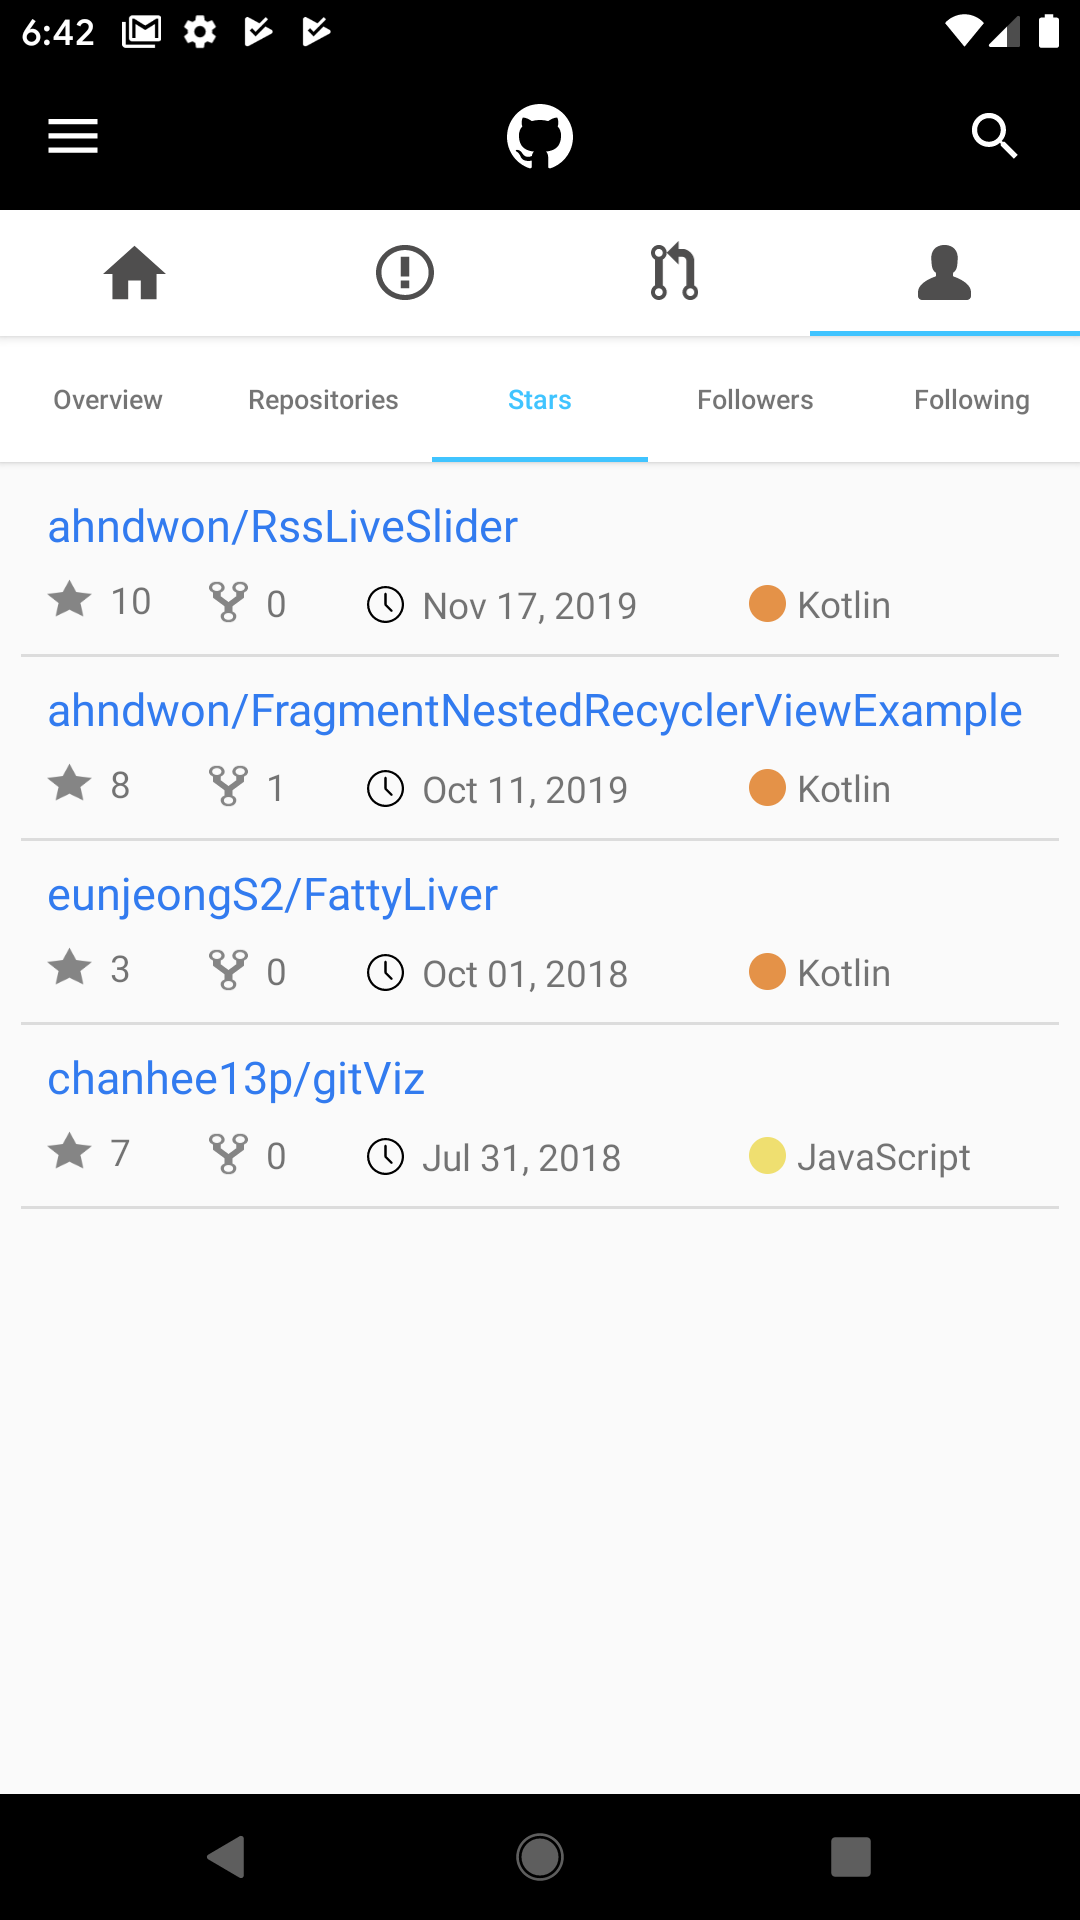 6:42
Overview Repositories Stars Followers Following
ahndwon/RssLiveSlider
10 0 Nov 17, 2019 Kotlin
ahndwon/FragmentNestedRecyclerViewExample
8 1 Oct 11, 2019 Kotlin
eunjeongS2/FattyLiver
3 0 Oct 01, 2018 Kotlin
chanhee13p/gitViz
7 0 Jul 31, 2018 JavaScript